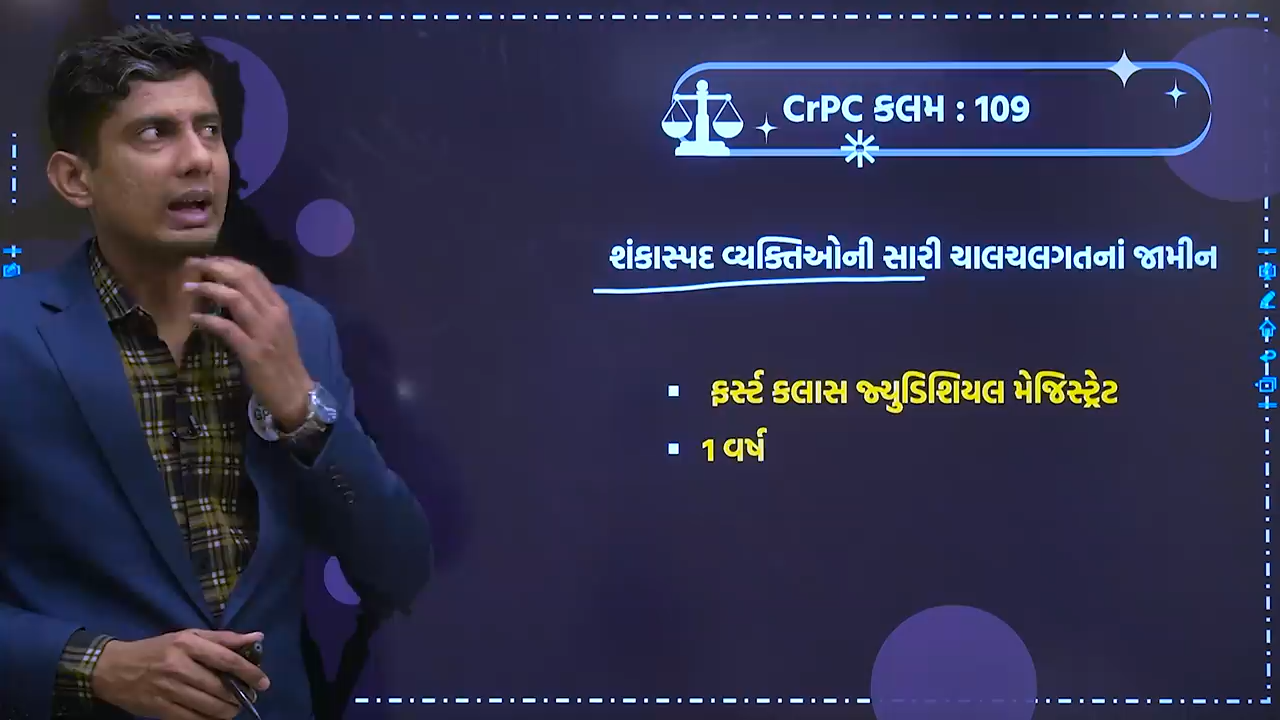 CrPC કલમ : 109
શંકાસ્પદ વ્યક્તિઓની સારી ચાલચલગતનાં જામીન
ફર્સ્ટ કલાસ જ્યુડિશિયલ મેજિસ્ટ્રેટ
1 વર્ષ